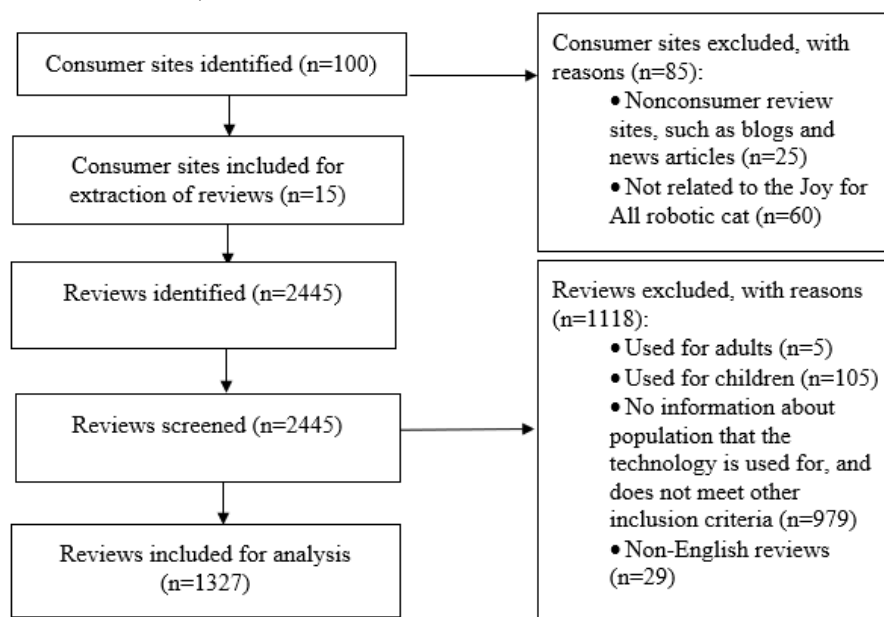 Consumer sites identified (n=100)
Consumer sites excluded, with
reasons (n=85):
• Nonconsumer review
sites, such as blogs and
news articles (n=25)
• Not related to the Joy for
All robotic cat (n=60)
Consumer sites included for
extraction of reviews (n=15)
Reviews identified (n=2445)
Reviews screened (n=2445)
Reviews excluded, with reasons
(n=1118):
• Used for adults (n=5)
• Used for children (n=105)
• No information about
population that the
technology is used for, and
does not meet other
inclusion criteria (n=979)
• Non-English reviews
(n=29)
Reviews included for analysis
(n=1327)